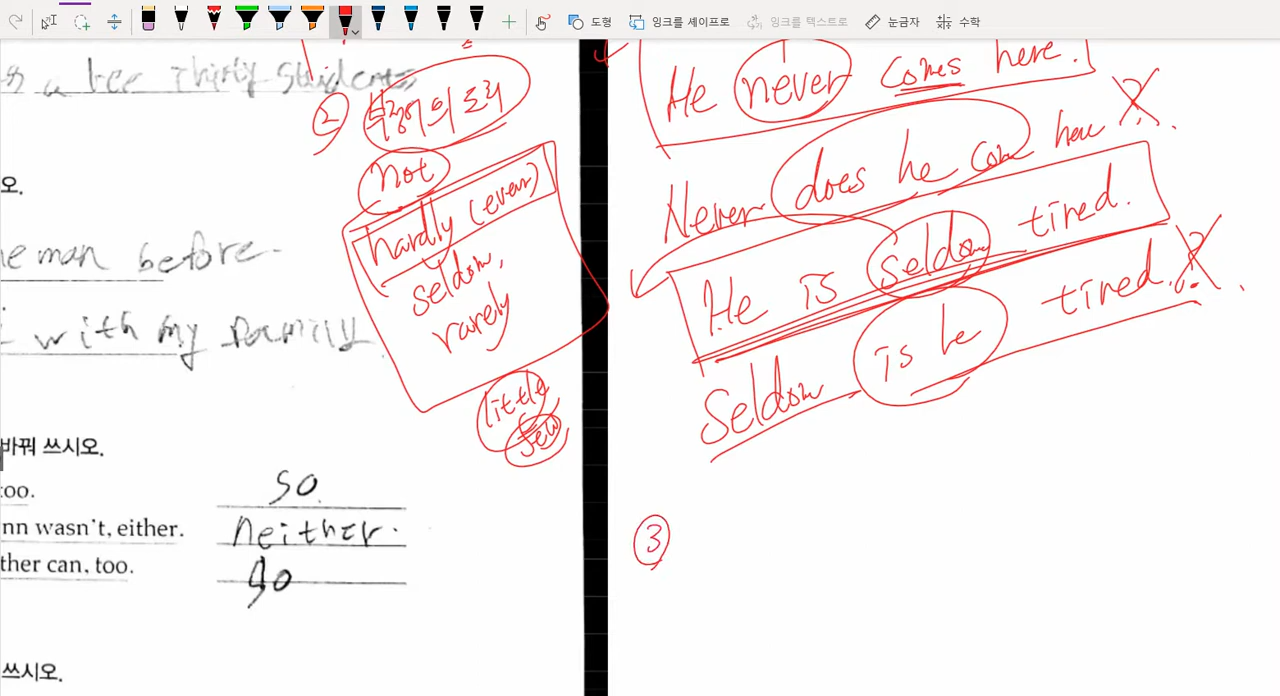 도형
잉크를 셰이프로
잉크를 텍스트로
눈금자
수학
a Thirty students
② 부정어의 도치
not
hardly (ever)
seldom,
rarely
little
few
오.
e man before.
with my family
바꿔 쓰시오.
too.
so
nn wasn't, either.
neither.
ther can, too.
so
쓰시오.
He never comes here.
Never does he come here
He is seldom tired.
Seldom is he tired.
③